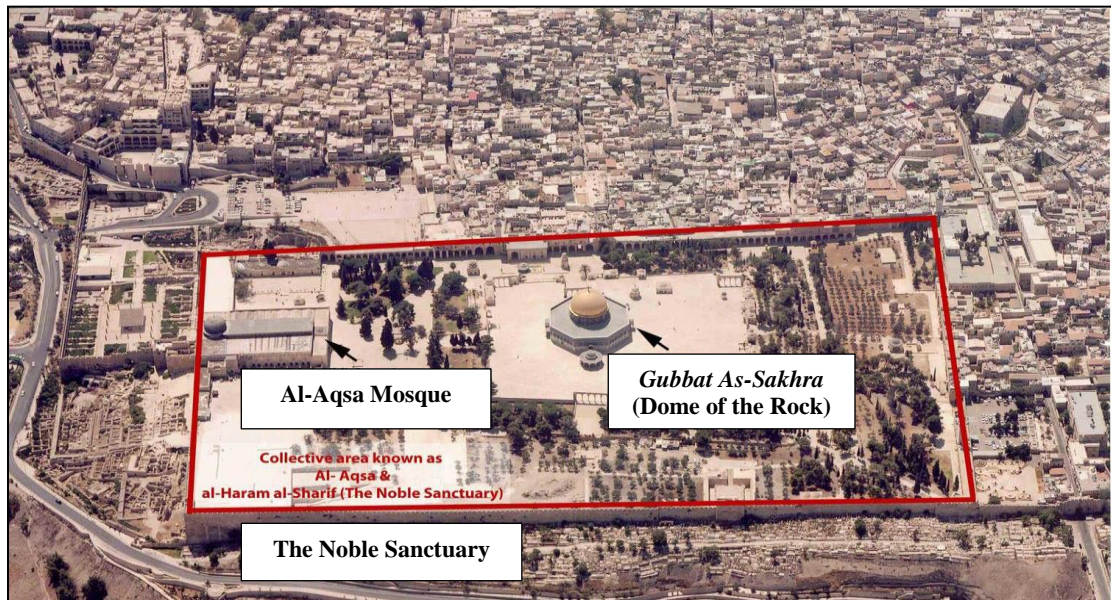 Al-Aqsa Mosque
Gubbat As-Sakhra
(Dome of the Rock)
Collective area known as
Al- Aqsa &
al-Haram al-Sharif (The Noble Sanctuary)
The Noble Sanctuary